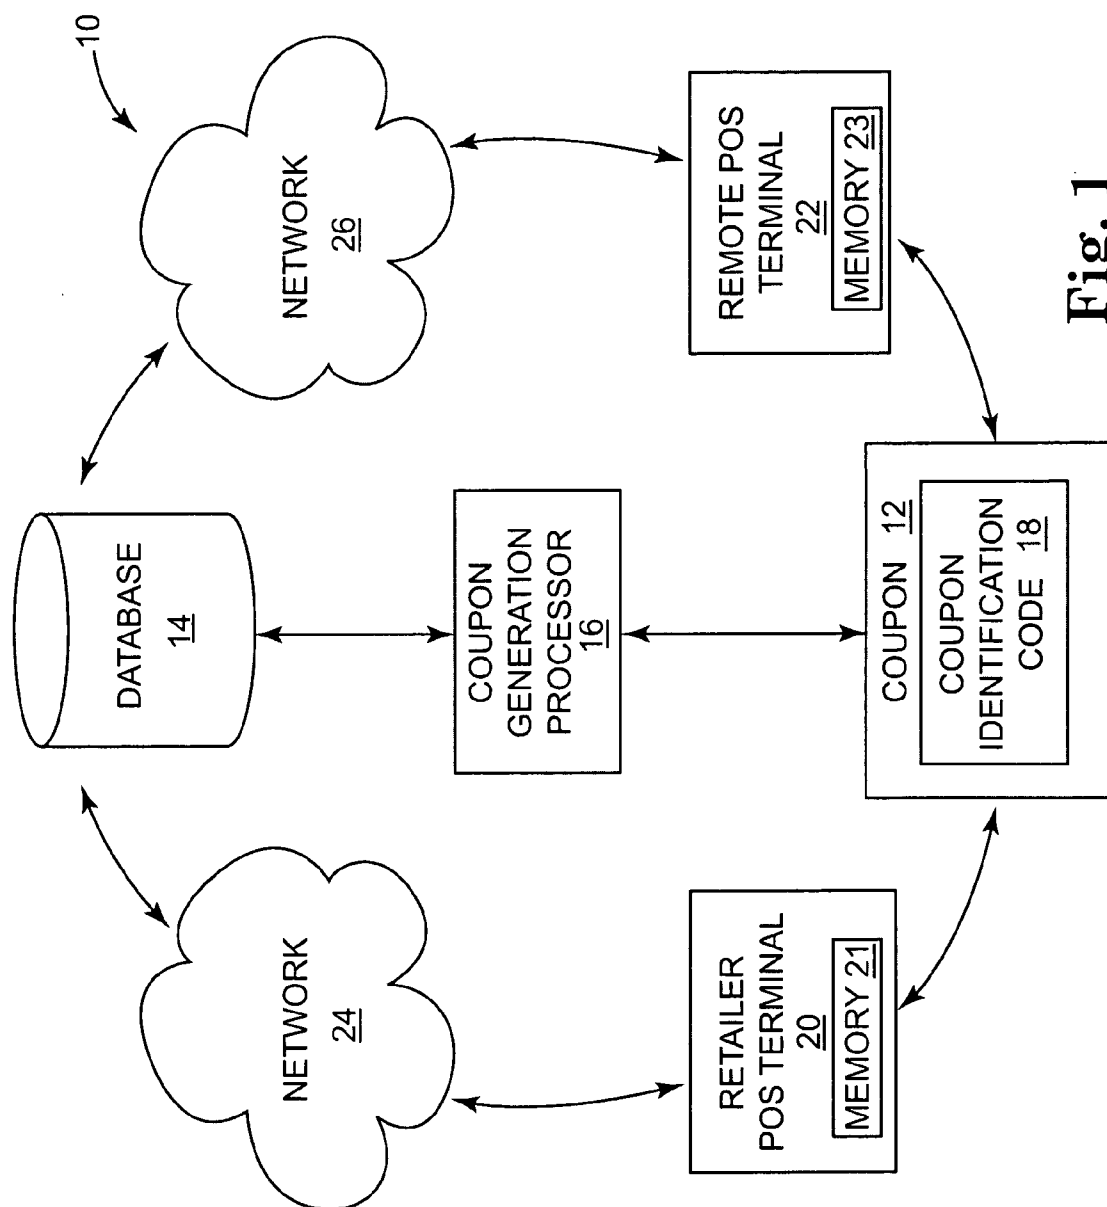 10
DATABASE
14
NETWORK
24
NETWORK
26
COUPON
GENERATION
PROCESSOR
16
RETAILER
POS TERMINAL
20
MEMORY 21
REMOTE POS
TERMINAL
22
MEMORY 23
COUPON 12
COUPON
IDENTIFICATION
CODE 18
Fig. 1